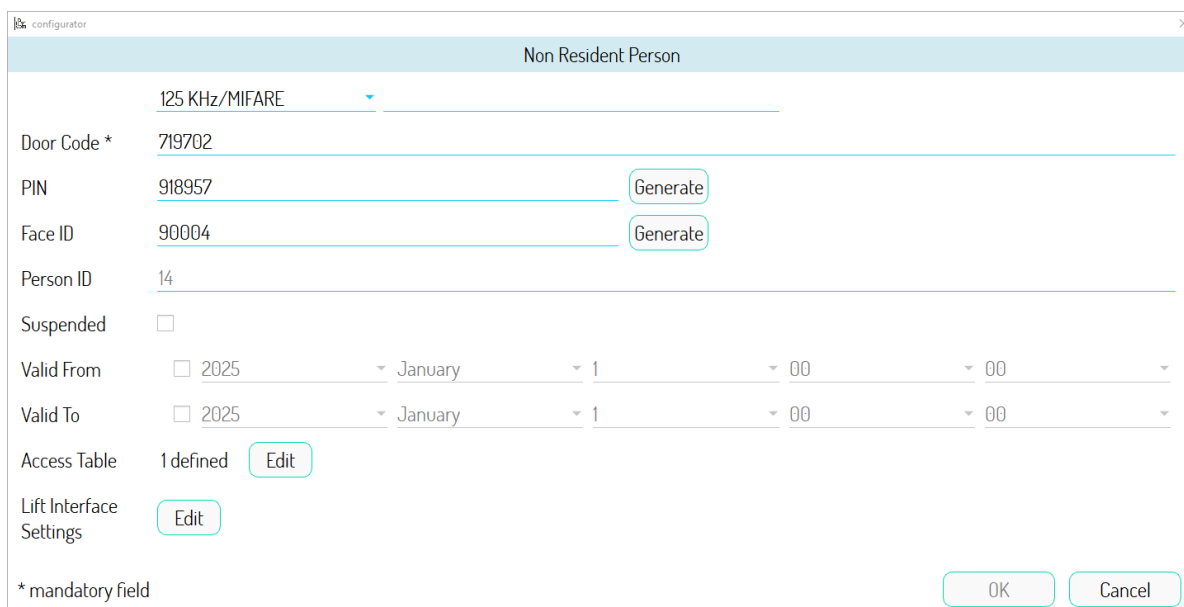 configurator
Non Resident Person
125 KHz/MIFARE
Door Code * 719702
PIN 918957 Generate
Face ID 90004 Generate
Person ID 14
Suspended
Valid From 2025 January 1 00 00
Valid To 2025 January 1 00 00
Access Table 1 defined Edit
Lift Interface
Settings Edit
* mandatory field OK Cancel